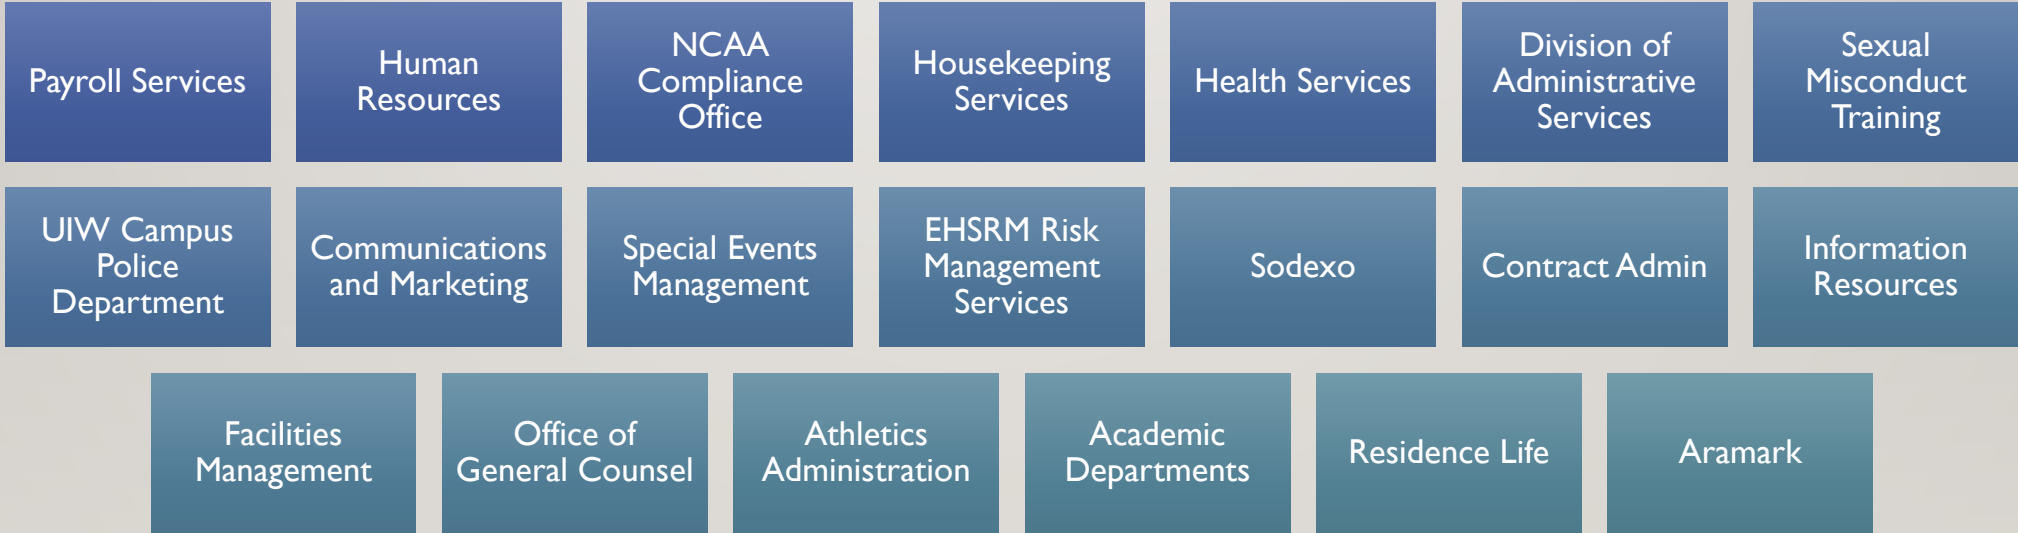 Payroll Services
Human
Resources
NCAA
Compliance
Office
Housekeeping
Services
Health Services
Division of
Administrative
Services
Sexual
Misconduct
Training
UIW Campus
Police
Department
Communications
and Marketing
Special Events
Management
EHSRM Risk
Management
Services
Sodexo
Contract Admin
Information
Resources
Facilities
Management
Office of
General Counsel
Athletics
Administration
Academic
Departments
Residence Life
Aramark